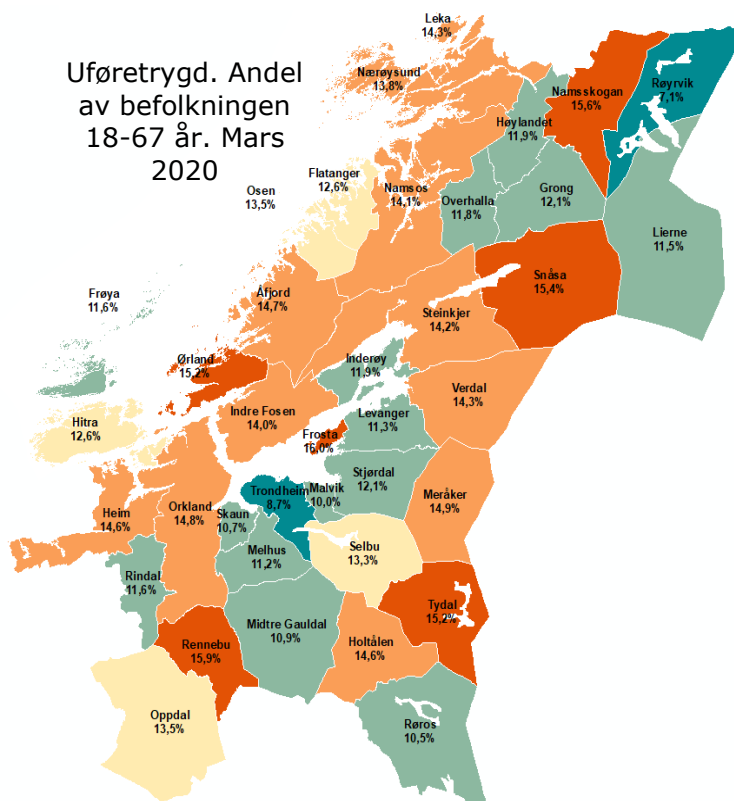 Uføretrygd. Andel
av befolkningen
18-67 år. Mars
2020
Leka
14,3%
Nærøysund
13,8%
Namsskogan
15,6%
Røyrvik
7,1%
Høylandet
11,9%
Flatanger
12,6%
Osen
13,5%
Namsos
14,1%
Overhalla
11,8%
Grong
12,1%
Lierne
11,5%
Snåsa
15,4%
Frøya
11,6%
Åfjord
14,7%
Steinkjer
14,2%
Ørland
15,2%
Inderøy
11,9%
Verdal
14,3%
Hitra
12,6%
Indre Fosen
14,0%
Levanger
11,3%
Frosta
16,0%
Stjørdal
12,1%
Meråker
14,9%
Trondheim
8,7%
Malvik
10,0%
Heim
14,6%
Orkland
14,8%
Skaun
10,7%
Melhus
11,2%
Selbu
13,3%
Rindal
11,6%
Tydal
15,2%
Midtre Gauldal
10,9%
Rennebu
15,9%
Holtålen
14,6%
Oppdal
13,5%
Røros
10,5%